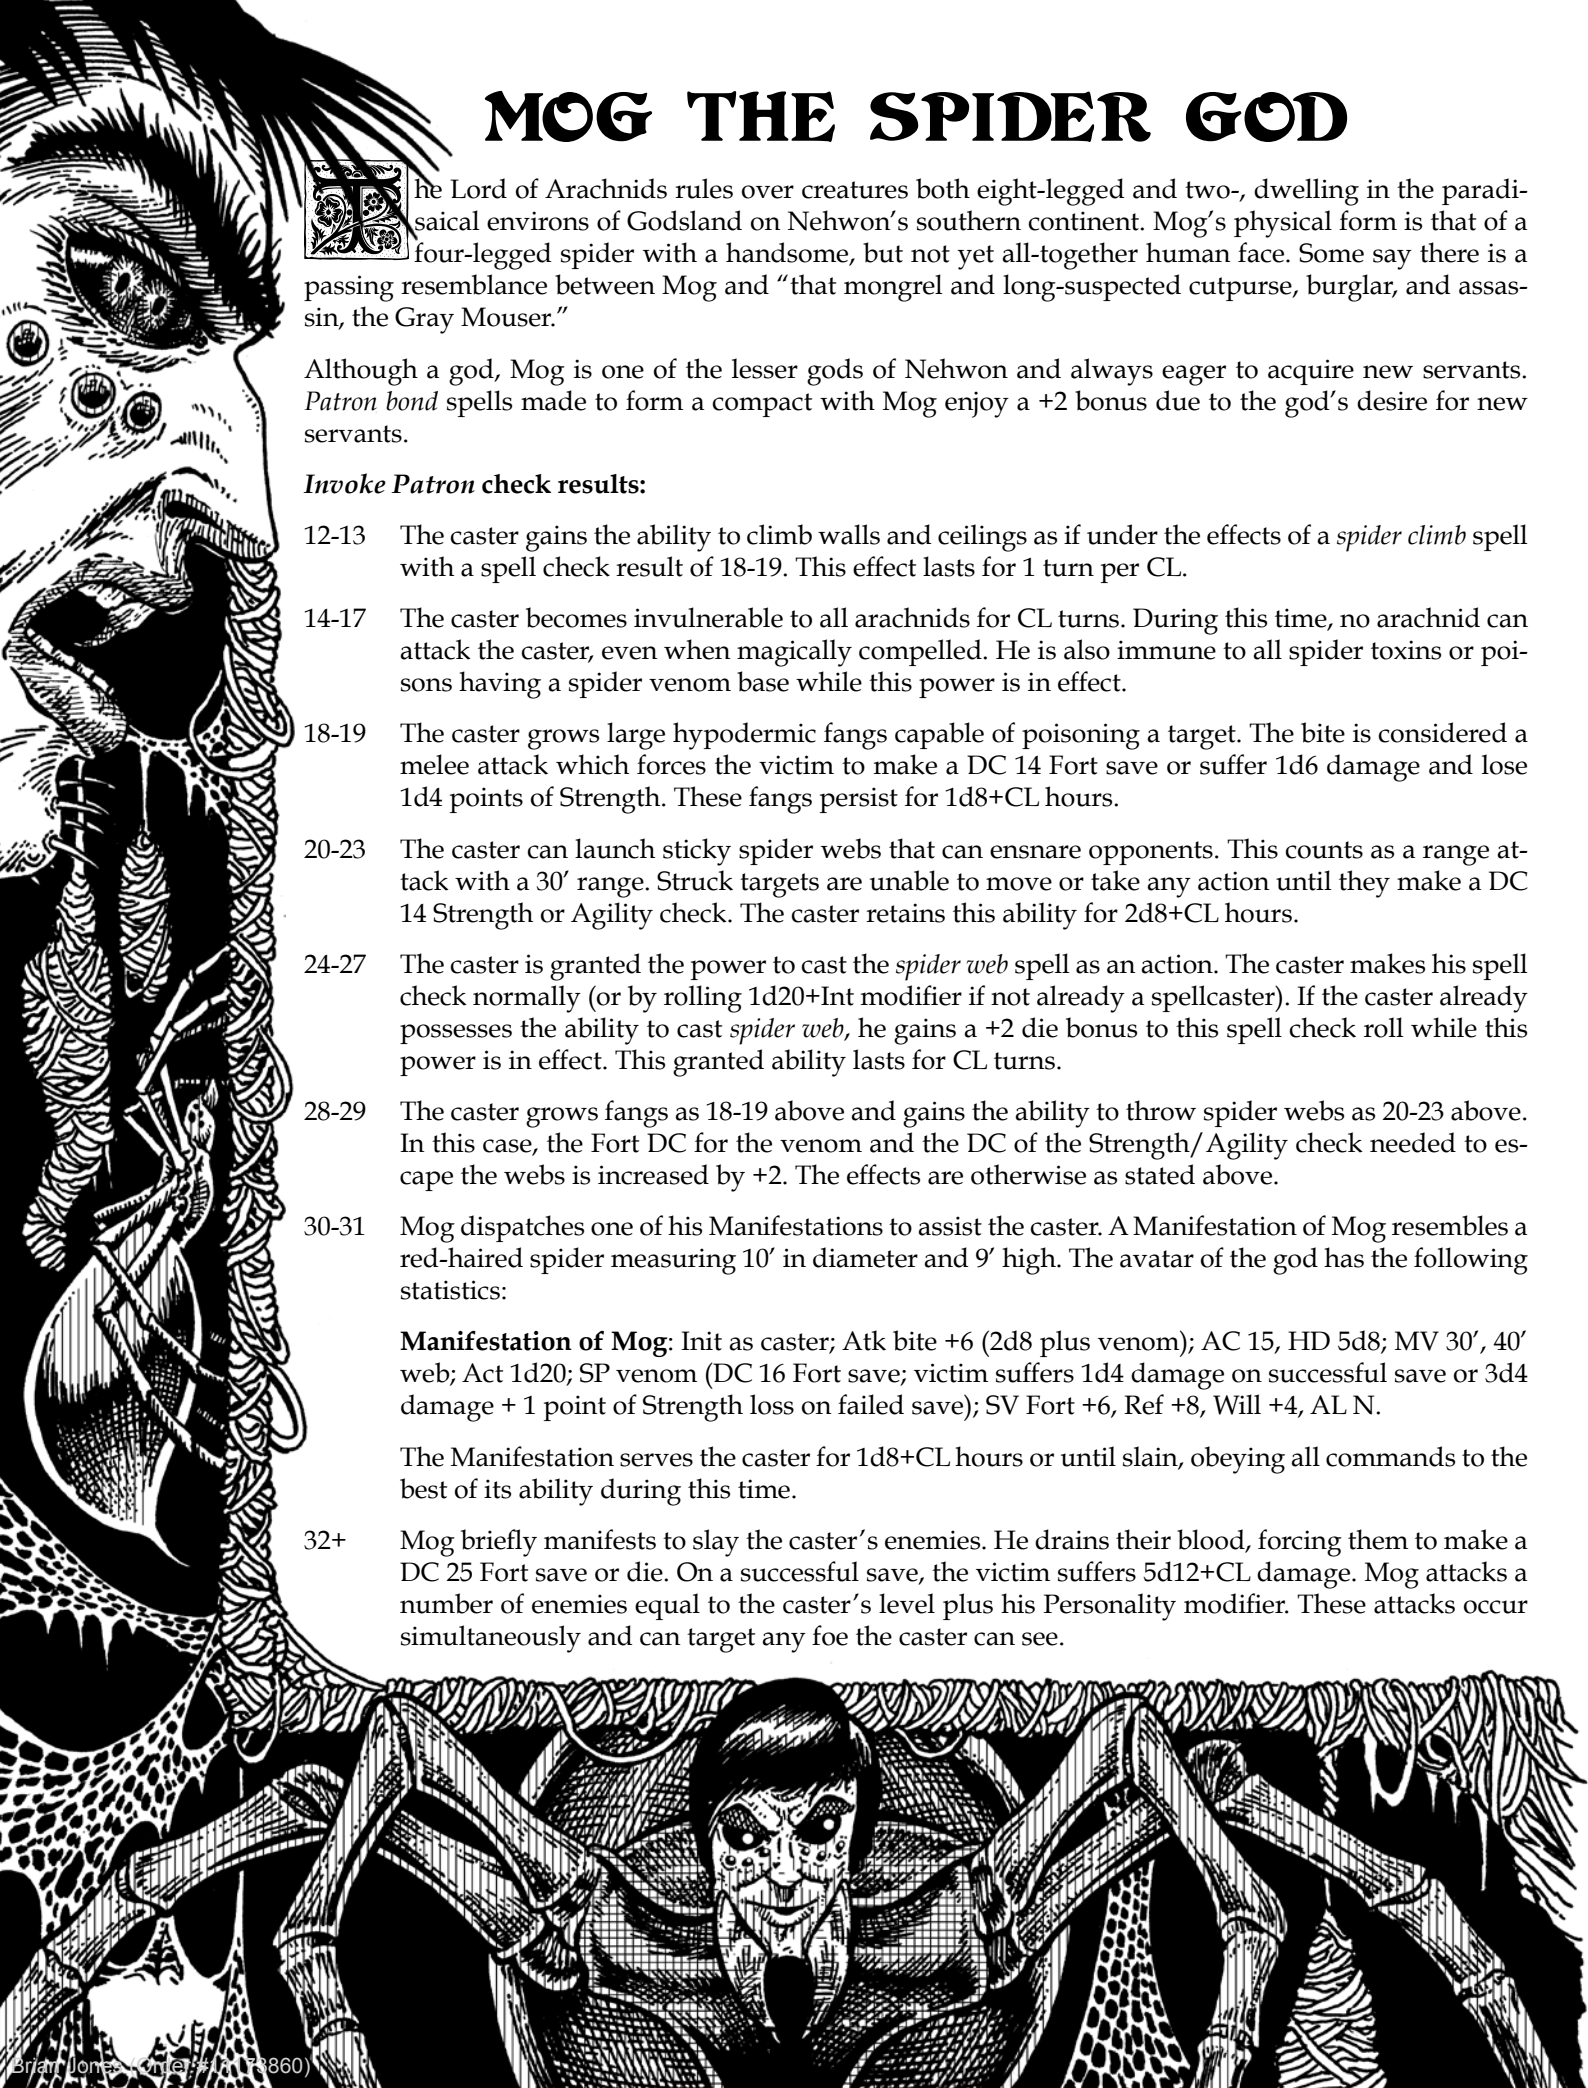 MOG THE SPIDER GOD
The Lord of Arachnids rules over creatures both eight-legged and two-, dwelling in the paradi-
saical environs of Godsland on Nehwon's southern continent. Mog's physical form is that of a
four-legged spider with a handsome, but not yet all-together human face. Some say there is a
passing resemblance between Mog and “that mongrel and long-suspected cutpurse, burglar, and assas-
sin, the Gray Mouser.”
Although a god, Mog is one of the lesser gods of Nehwon and always eager to acquire new servants.
Patron bond spells made to form a compact with Mog enjoy a +2 bonus due to the god's desire for new
servants.
Invoke Patron check results:
12-13 The caster gains the ability to climb walls and ceilings as if under the effects of a spider climb spell
with a spell check result of 18-19. This effect lasts for 1 turn per CL.
14-17 The caster becomes invulnerable to all arachnids for CL turns. During this time, no arachnid can
attack the caster, even when magically compelled. He is also immune to all spider toxins or poi-
sons having a spider venom base while this power is in effect.
18-19 The caster grows large hypodermic fangs capable of poisoning a target. The bite is considered a
melee attack which forces the victim to make a DC 14 Fort save or suffer 1d6 damage and lose
1d4 points of Strength. These fangs persist for 1d8+CL hours.
20-23 The caster can launch sticky spider webs that can ensnare opponents. This counts as a range at-
tack with a 30′ range. Struck targets are unable to move or take any action until they make a DC
14 Strength or Agility check. The caster retains this ability for 2d8+CL hours.
24-27 The caster is granted the power to cast the spider web spell as an action. The caster makes his spell
check normally (or by rolling 1d20+Int modifier if not already a spellcaster). If the caster already
possesses the ability to cast spider web, he gains a +2 die bonus to this spell check roll while this
power is in effect. This granted ability lasts for CL turns.
28-29 The caster grows fangs as 18-19 above and gains the ability to throw spider webs as 20-23 above.
In this case, the Fort DC for the venom and the DC of the Strength/Agility check needed to es-
cape the webs is increased by +2. The effects are otherwise as stated above.
30-31 Mog dispatches one of his Manifestations to assist the caster. A Manifestation of Mog resembles a
red-haired spider measuring 10′ in diameter and 9′ high. The avatar of the god has the following
statistics:
Manifestation of Mog: Init as caster; Atk bite +6 (2d8 plus venom); AC 15, HD 5d8; MV 30′, 40′
web; Act 1d20; SP venom (DC 16 Fort save; victim suffers 1d4 damage on successful save or 3d4
damage + 1 point of Strength loss on failed save); SV Fort +6, Ref +8, Will +4, AL N.
The Manifestation serves the caster for 1d8+CL hours or until slain, obeying all commands to the
best of its ability during this time.
32+ Mog briefly manifests to slay the caster's enemies. He drains their blood, forcing them to make a
DC 25 Fort save or die. On a successful save, the victim suffers 5d12+CL damage. Mog attacks a
number of enemies equal to the caster's level plus his Personality modifier. These attacks occur
simultaneously and can target any foe the caster can see.
Brian Jones (Order